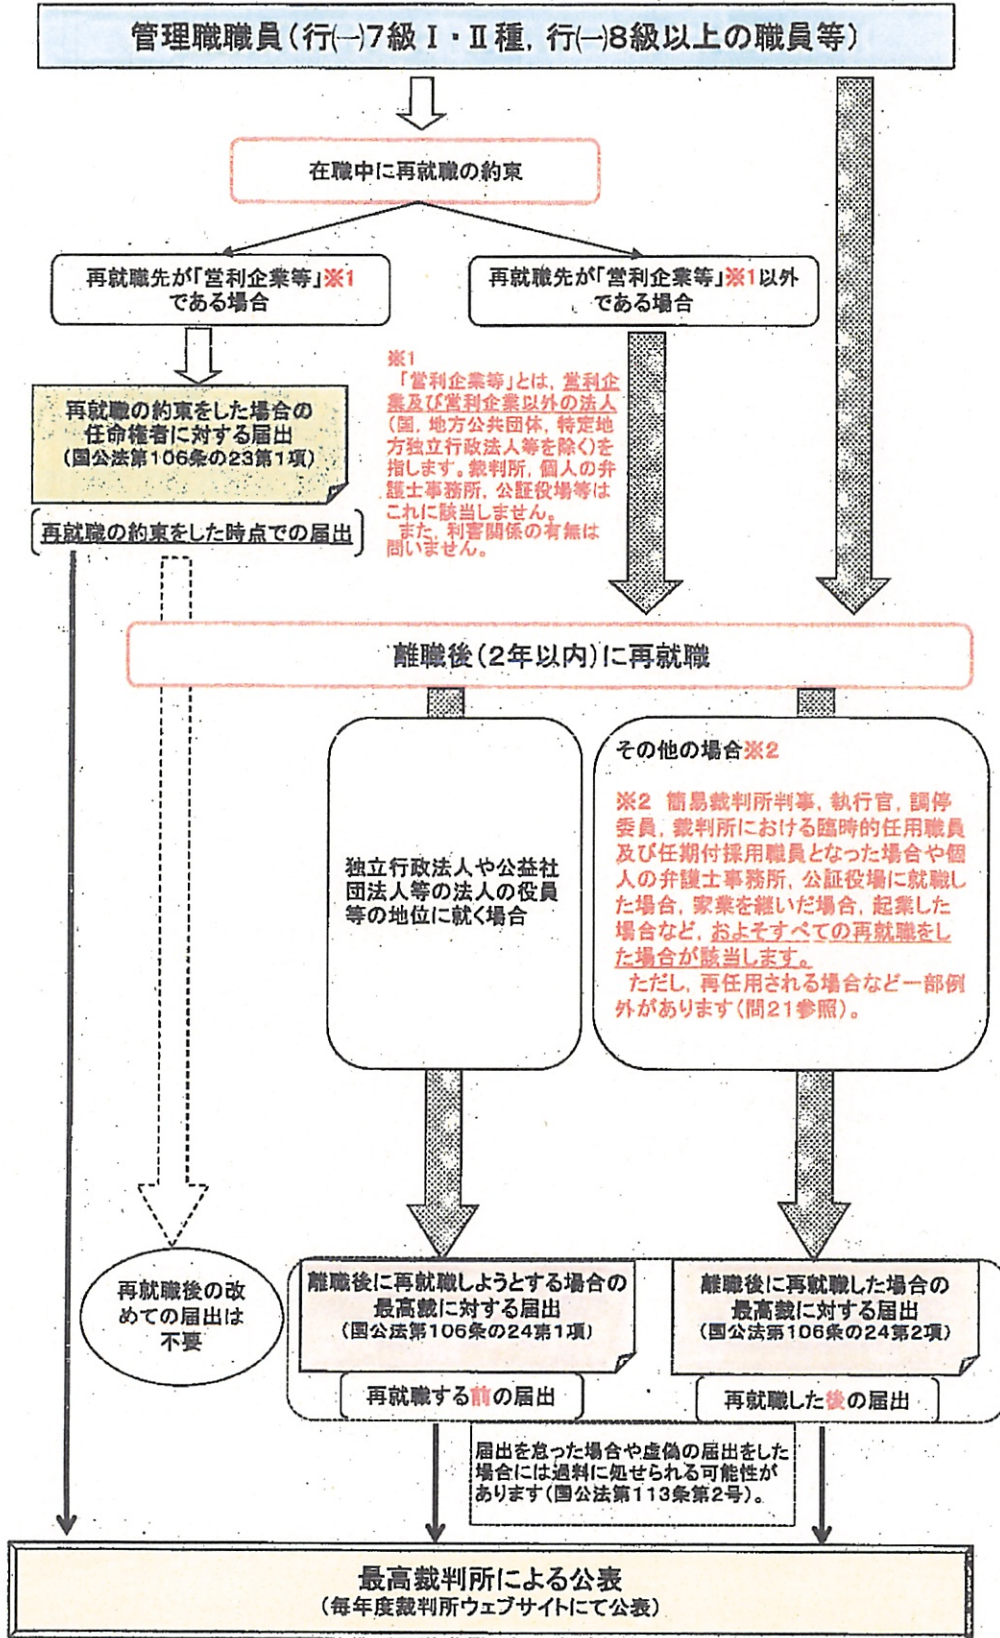 管理職職員(行(一)7級Ⅰ・Ⅱ種,行(一)8級以上の職員等)
在職中に再就職の約束
再就職先が「営利企業等」※1
である場合
再就職先が「営利企業等」※1以外
である場合
再就職の約束をした場合の
任命権者に対する届出
(国公法第106条の23第1項)
再就職の約束をした時点での届出
※1
「営利企業等」とは,営利企
業及び営利企業以外の法人
(国,地方公共団体,特定地
方独立行政法人等を除く)を
指します。裁判所,個人の弁
護士事務所,公証役場等は
これに該当しません。
また,利害関係の有無は
問いません。
離職後(2年以内)に再就職
独立行政法人や公益社
団法人等の法人の役員
等の地位に就く場合
その他の場合※2
※2 簡易裁判所判事,執行官,調停
委員,裁判所における臨時的任用職員
及び任期付採用職員となった場合や個
人の弁護士事務所,公証役場に就職し
た場合,家業を継いだ場合,起業した
場合など,およそすべての再就職をし
た場合が該当します。
ただし,再任用される場合など一部例
外があります(問21参照)。
再就職後の改
めての届出は
不要
離職後に再就職しようとする場合の
最高裁に対する届出
(国公法第106条の24第1項)
再就職する前の届出
離職後に再就職した場合の
最高裁に対する届出
(国公法第106条の24第2項)
再就職した後の届出
届出を怠った場合や虚偽の届出をした
場合には過料に処せられる可能性が
あります(国公法第113条第2号)。
最高裁判所による公表
(毎年度裁判所ウェブサイトにて公表)